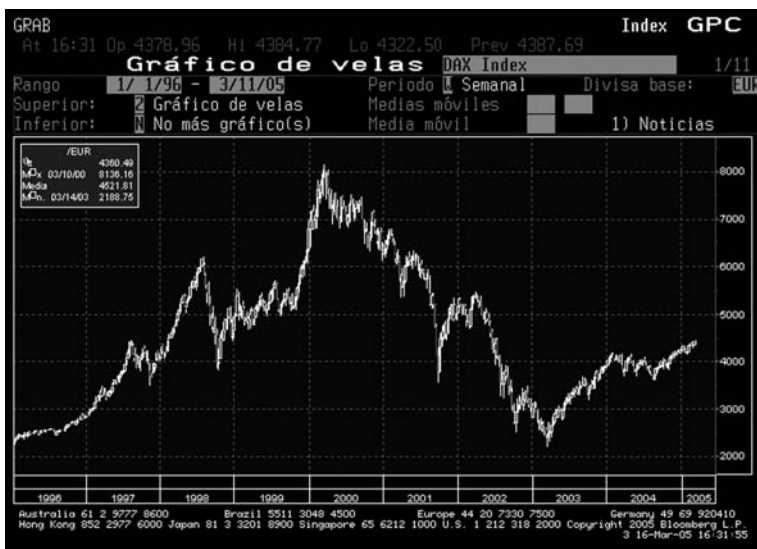 GRAB Index GPC
At 16:31 Op 4378.96 Hi 4384.77 Lo 4322.50 Prev 4387.69
Gráfico de velas DAX Index 1/11
Rango 1/ 1/96 - 3/11/05 Periodo W Semanal Divisa base: EUR
Superior: 2 Gráfico de velas Medias móviles
Inferior: N No más gráfico(s) Media móvil 1) Noticias
/EUR
4360.49
Máx 03/10/00 8136.16
Media 4521.81
Mín. 03/14/03 2188.75
8000
7000
6000
5000
4000
3000
2000
1996 1997 1998 1999 2000 2001 2002 2003 2004 2005
Australia 61 2 9777 8600 Brazil 5511 3048 4500 Europe 44 20 7330 7500 Germany 49 69 920410
Hong Kong 852 2977 6000 Japan 81 3 3201 8900 Singapore 65 6212 1000 U.S. 1 212 318 2000 Copyright 2005 Bloomberg L.P.
3 16-Mar-05 16:31:55